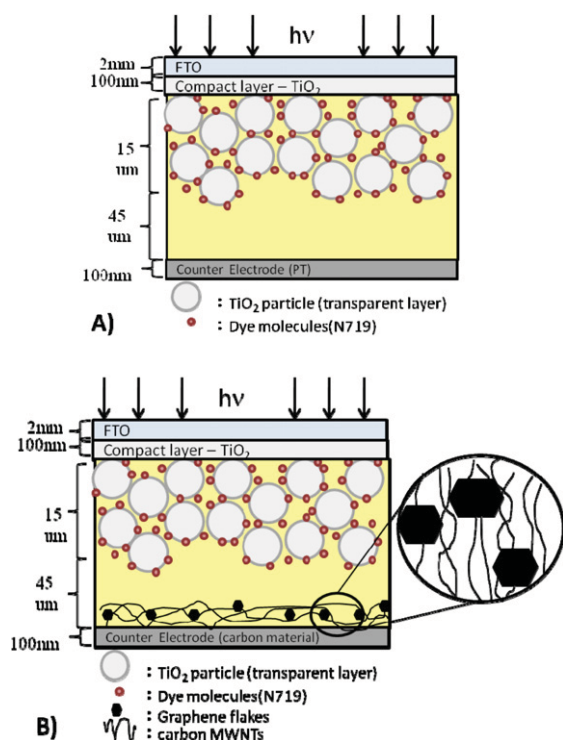 hν
2mm
FTO
100nm
Compact layer – TiO2
15
um
45
um
100nm
Counter Electrode (PT)
: TiO2 particle (transparent layer)
: Dye molecules(N719)
A)
hν
2mm
FTO
100nm
Compact layer – TiO2
15
um
45
um
100nm
Counter Electrode (carbon material)
: TiO2 particle (transparent layer)
: Dye molecules(N719)
: Graphene flakes
: carbon MWNTs
B)